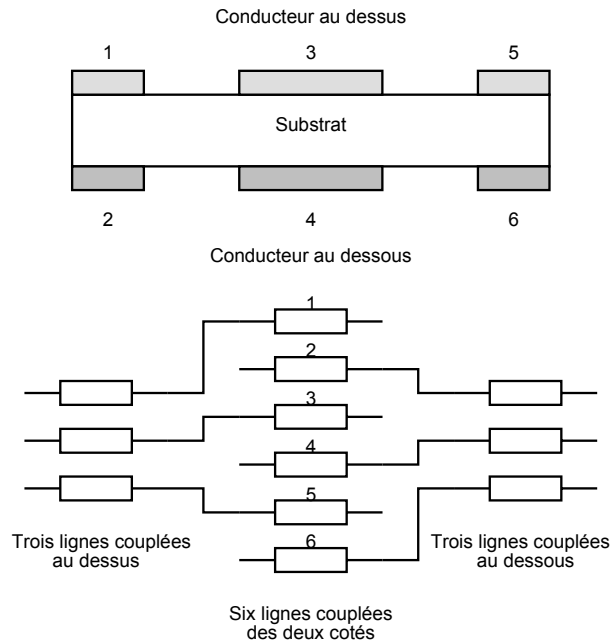 Conducteur au dessus
1 3 5
Substrat
2 4 6
Conducteur au dessous
1
2
3
4
5
6
Trois lignes couplées
au dessus
Trois lignes couplées
au dessous
Six lignes couplées
des deux cotés